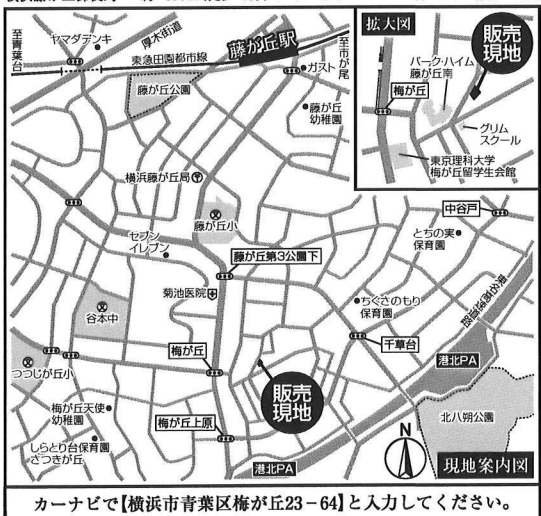 至青葉台
ヤマダデンキ
厚木街道
東急田園都市線
藤が丘駅
至市が尾
ガスト
藤が丘公園
藤が丘
幼稚園
横浜藤が丘局
藤が丘小
セブン
イレブン
藤が丘第3公園下
菊池医院
谷本中
つつじが丘小
梅が丘
梅が丘天使
幼稚園
しらとり台保育園
さつきが丘
梅が丘上原
販売
現地
港北PA
中谷戸
とちの実
保育園
東名高速道路
ちぐさのもり
保育園
千草台
港北PA
北八朔公園
N
現地案内図
拡大図
販売
現地
パーク・ハイム
藤が丘南
梅が丘
グリム
スクール
東京理科大学
梅が丘留学生会館
カーナビで【横浜市青葉区梅が丘23-64】と入力してください。